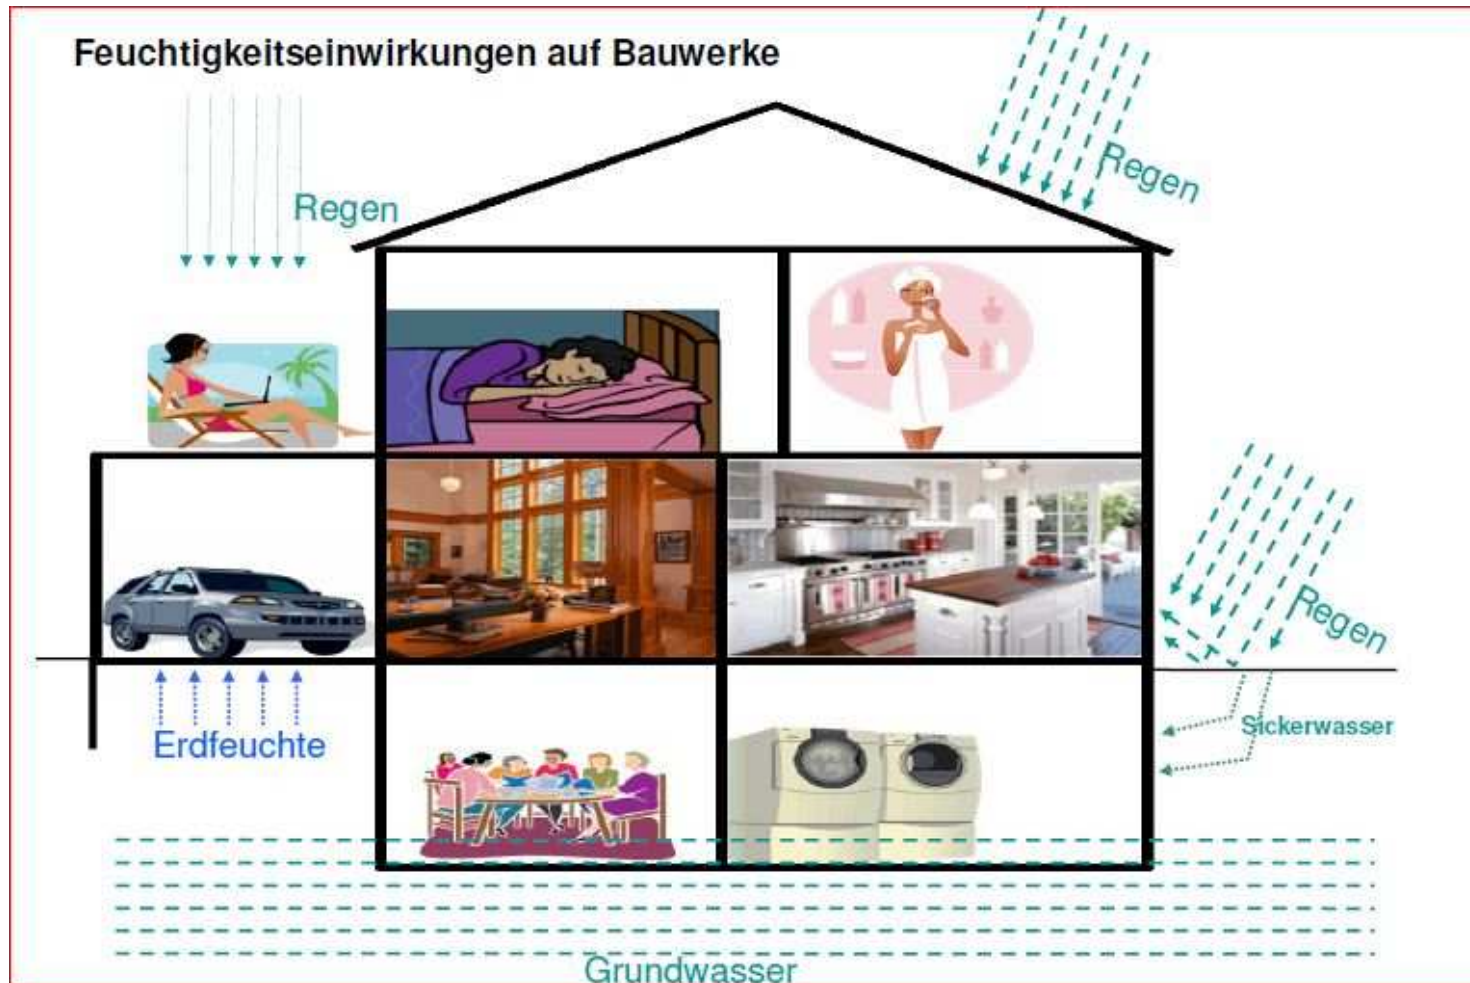 Feuchtigkeitseinwirkungen auf Bauwerke
Regen
Regen
Regen
Sickerwasser
Erdfeuchte
Grundwasser